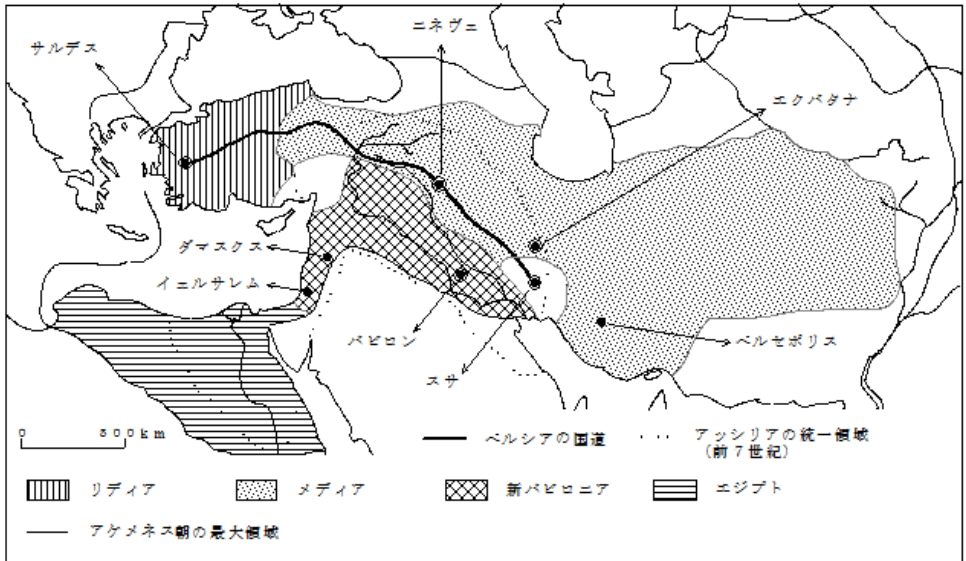 ニネヴェ
サルデス
エクバタナ
ダマスクス
イェルサレム
バビロン
ペルセポリス
スサ
0 500km
ペルシアの国道
アッシリアの統一領域
(前7世紀)
リディア
メディア
新バビロニア
エジプト
アケメネス朝の最大領域